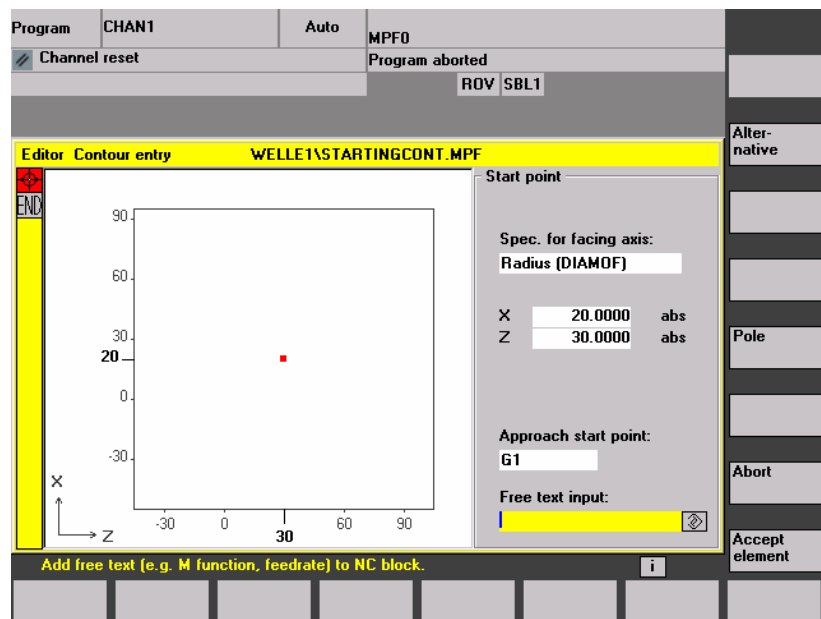 Program CHAN1 Auto MPF0
Channel reset Program aborted
ROV SBL1
Alter-
native
Editor Contour entry WELLE1\STARTINGCONT.MPF
Start point
END
90
Spec. for facing axis:
Radius (DIAMOF)
60
X 20.0000 abs
Z 30.0000 abs
30
Pole
20
0
Approach start point:
-30
G1
Abort
X
Free text input:
-30 0 30 60 90
Z
Accept
element
Add free text (e.g. M function, feedrate) to NC block. i